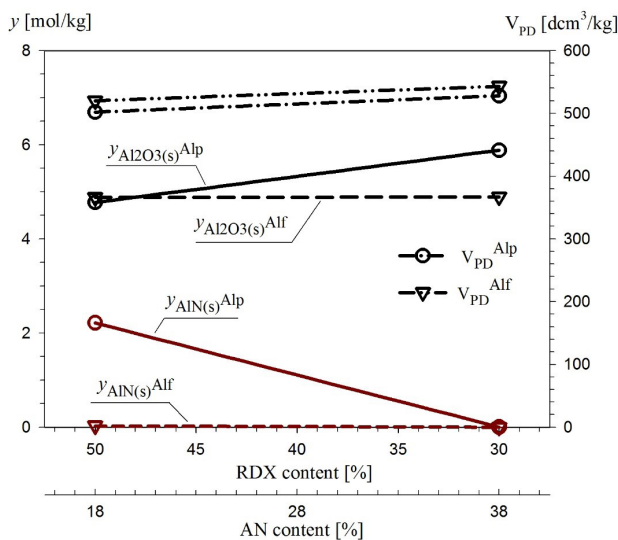 y [mol/kg]
V_PD [dcm³/kg]
8
6
4
2
0
600
500
400
300
200
100
0
y_Al2O3(s)^Alp
y_Al2O3(s)^Alf
V_PD^Alp
V_PD^Alf
y_AlN(s)^Alp
y_AlN(s)^Alf
50 45 40 35 30
RDX content [%]
18 28 38
AN content [%]